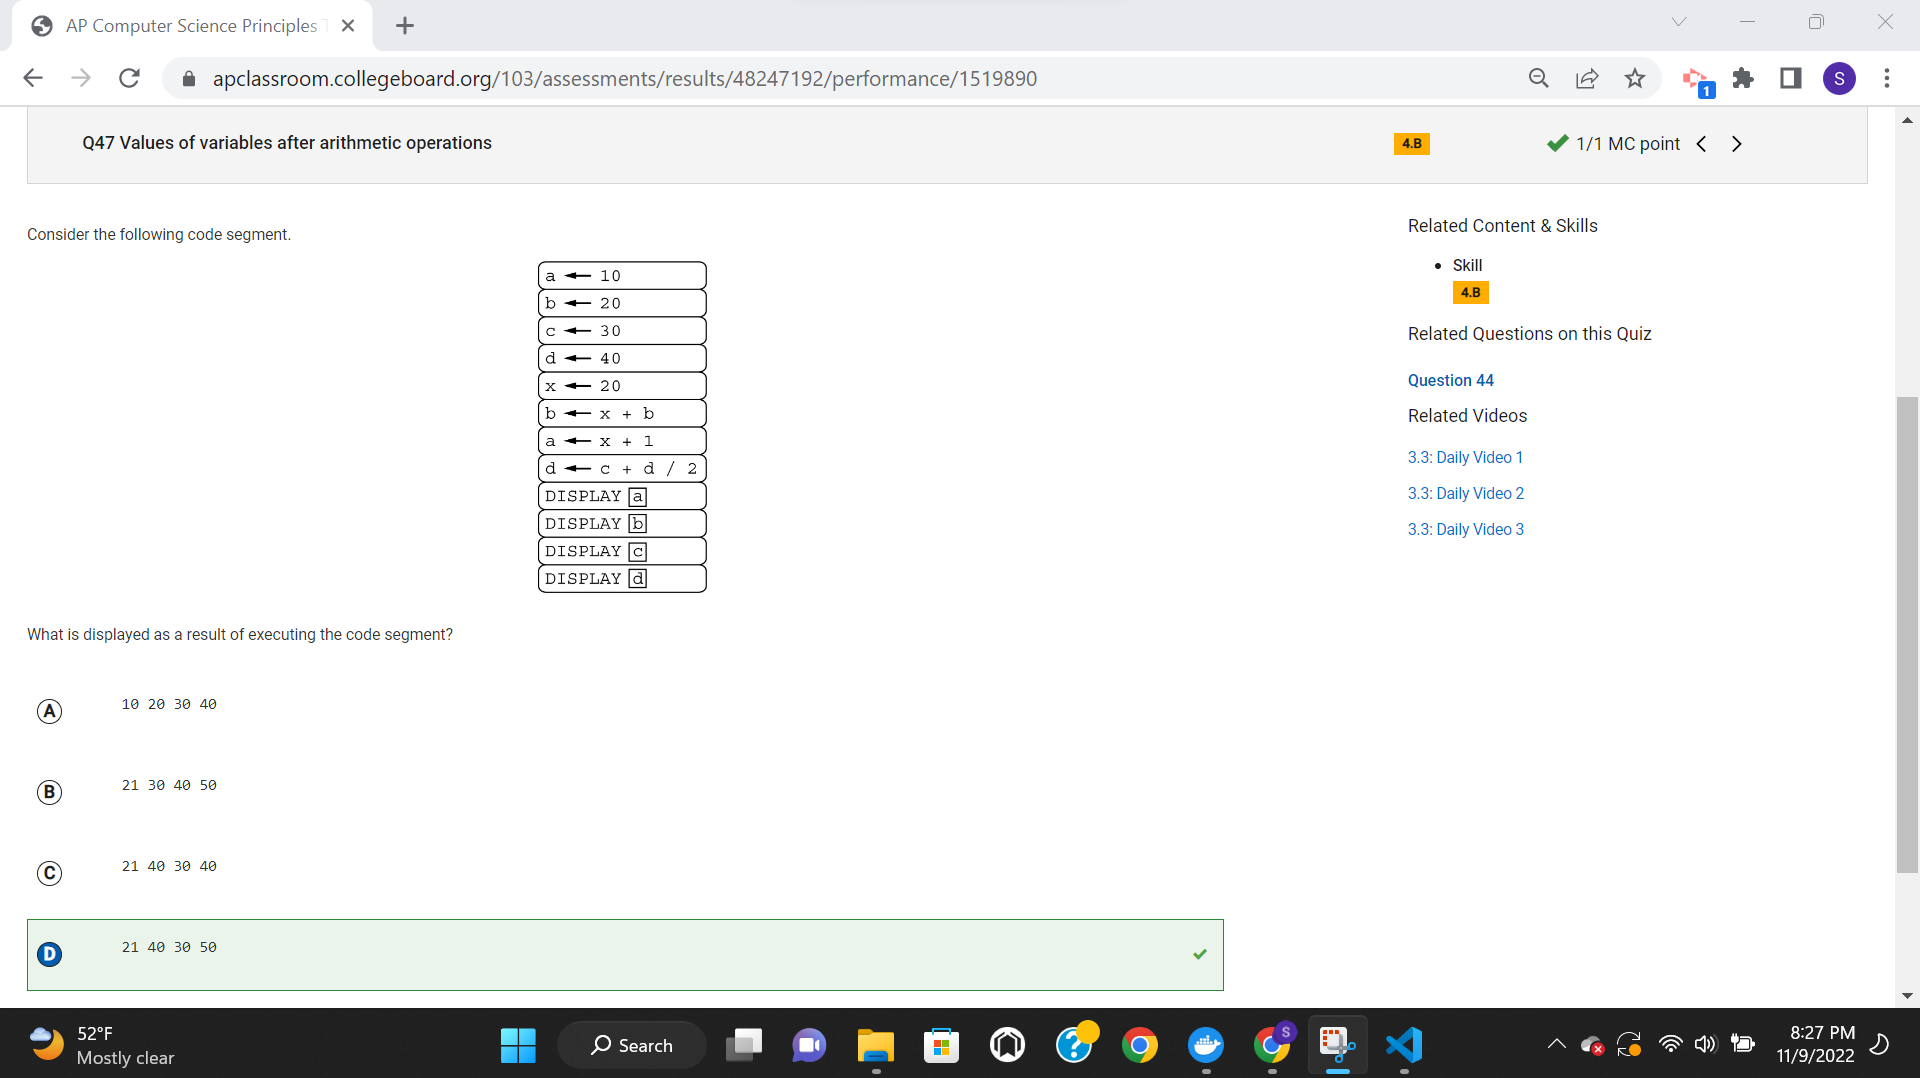 AP Computer Science Principles
apclassroom.collegeboard.org/103/assessments/results/48247192/performance/1519890
1
S
Q47 Values of variables after arithmetic operations
4.B
1/1 MC point
Consider the following code segment.
a ← 10
b ← 20
c ← 30
d ← 40
x ← 20
b ← x + b
a ← x + 1
d ← c + d / 2
DISPLAY a
DISPLAY b
DISPLAY c
DISPLAY d
What is displayed as a result of executing the code segment?
A 10 20 30 40
B 21 30 40 50
C 21 40 30 40
D 21 40 30 50
Related Content & Skills
• Skill
4.B
Related Questions on this Quiz
Question 44
Related Videos
3.3: Daily Video 1
3.3: Daily Video 2
3.3: Daily Video 3
52°F
Mostly clear
Search
S
8:27 PM
11/9/2022